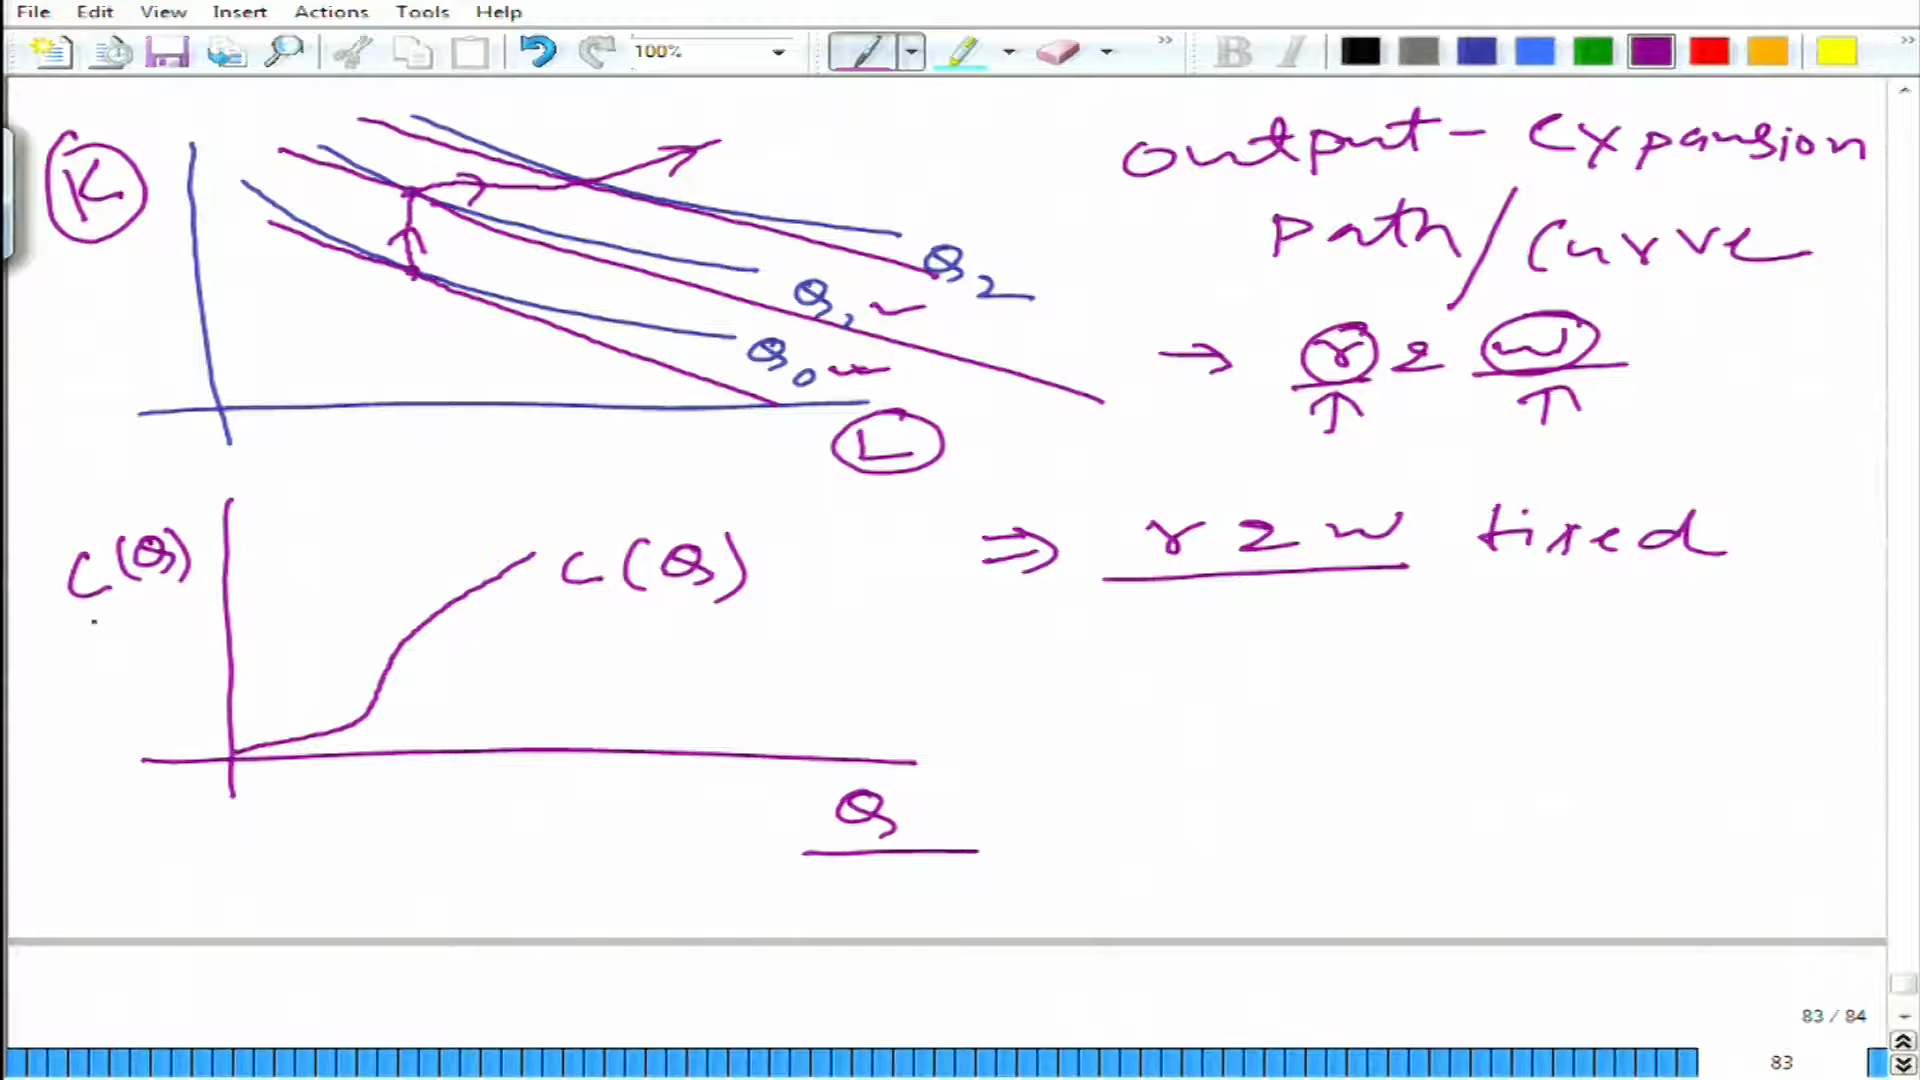 File Edit View Insert Actions Tools Help
100%
B I
K
output - expansion
path / curve
Q2
Q1
Q0
→ r & w
L
C(Q)
C(Q)
⇒ r & w fixed
Q
83 / 84
83